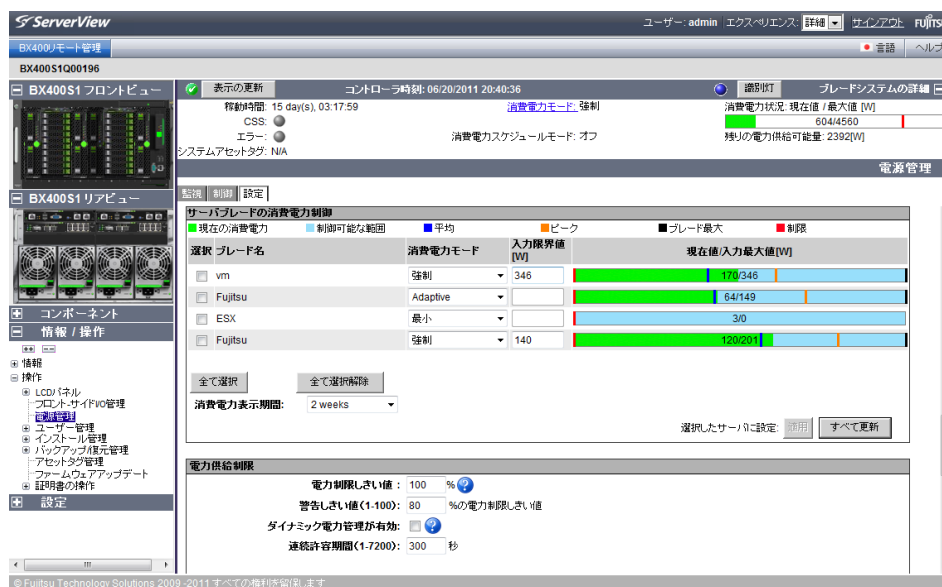 ServerView
ユーザー: admin エクスペリエンス: 詳細 サインアウト
BX400リモート管理 言語
BX400S1Q00196
BX400S1 フロントビュー
表示の更新 コントローラ時刻: 06/20/2011 20:40:36 識別灯 ブレードシステムの詳細
稼働時間: 15 day(s), 03:17:59 消費電力モード: 強制 消費電力状況: 現在値 / 最大値 [W]
CSS: 604/4560
エラー: 消費電力スケジュールモード: オフ 残りの電力供給可能量: 2392[W]
システムアセットタグ: N/A
電源管理
監視 制御 設定
BX400S1 リアビュー
サーバブレードの消費電力制御
現在の消費電力 制御可能な範囲 平均 ピーク ブレード最大 制限
選択 ブレード名 消費電力モード 入力限界値 [W] 現在値/入力最大値[W]
vm 強制 346 170/346
Fujitsu Adaptive 64/149
ESX 最小 3/0
Fujitsu 強制 140 120/201
全て選択 全て選択解除
消費電力表示期間: 2 weeks
選択したサーバに設定: 適用 すべて更新
コンポーネント
情報 / 操作
情報
操作
LCDパネル
フロント-サイドI/O管理
電源管理
ユーザー管理
インストール管理
バックアップ/復元管理
アセットタグ管理
ファームウェアアップデート
証明書の操作
設定
電力供給制限
電力制限しきい値 : 100 %
警告しきい値(1-100): 80 %の電力制限しきい値
ダイナミック電力管理が有効:
連続許容期間(1-7200): 300 秒
© Fujitsu Technology Solutions 2009 -2011 すべての権利を留保します